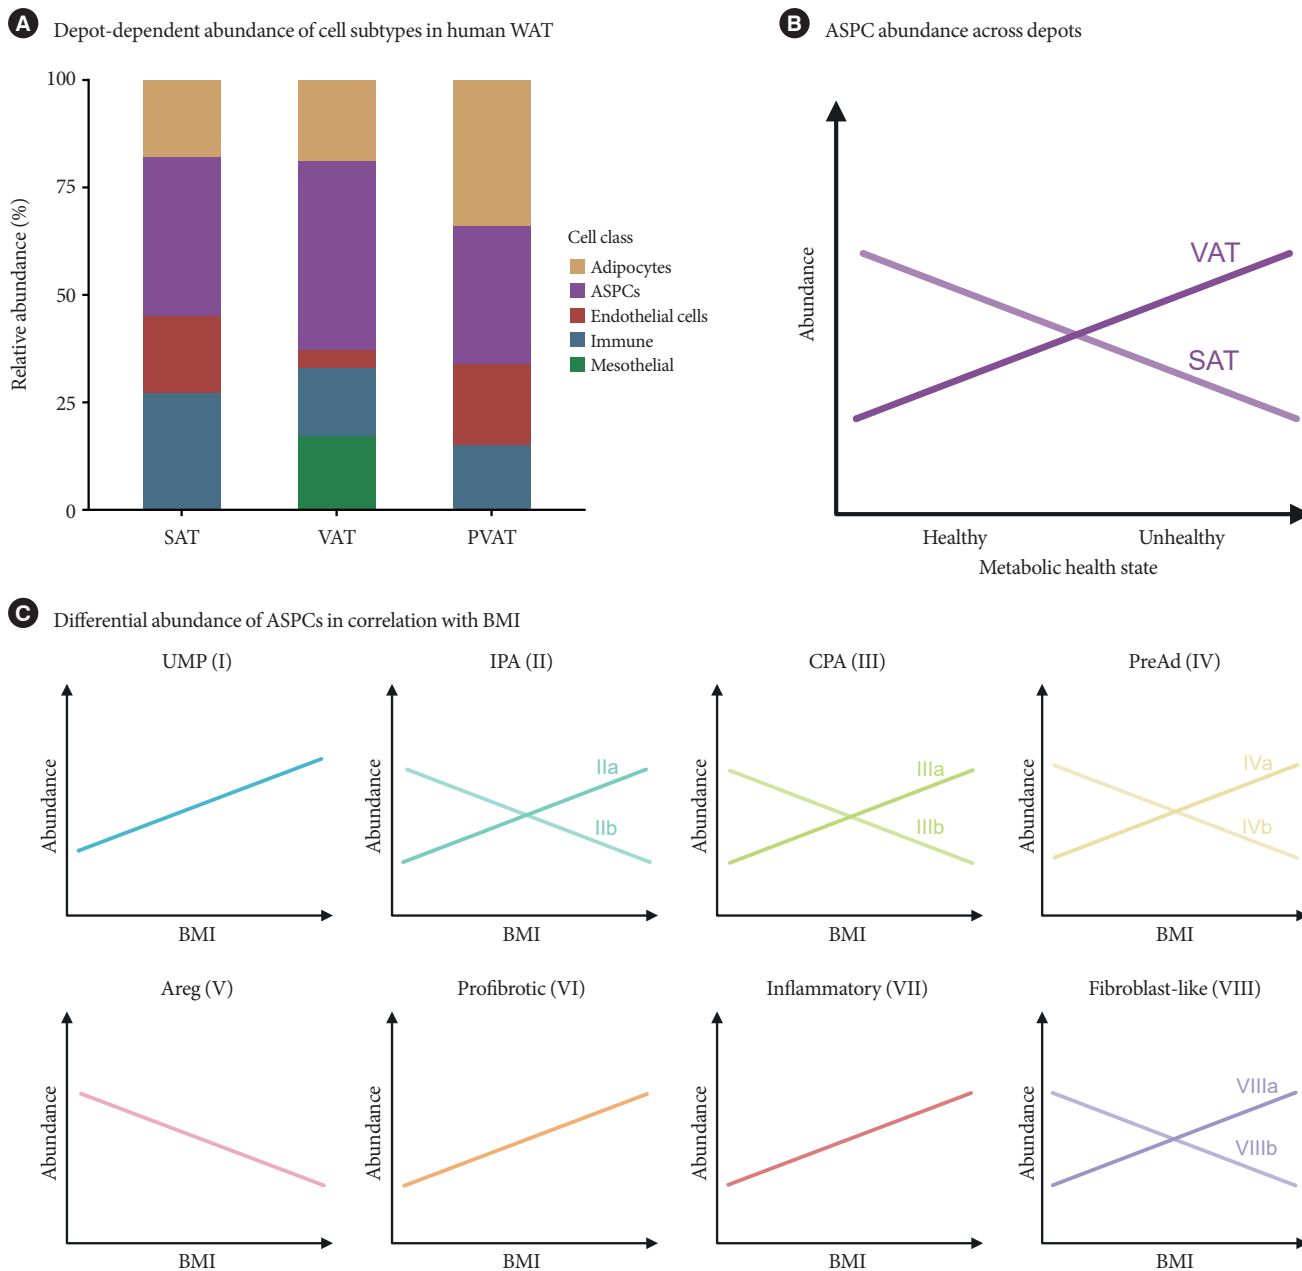 A Depot-dependent abundance of cell subtypes in human WAT
100
75
50
25
0
Relative abundance (%)
SAT
VAT
PVAT
Cell class
Adipocytes
ASPCs
Endothelial cells
Immune
Mesothelial
B ASPC abundance across depots
Abundance
VAT
SAT
Healthy
Unhealthy
Metabolic health state
C Differential abundance of ASPCs in correlation with BMI
UMP (I)
Abundance
BMI
IPA (II)
Abundance
IIa
IIb
BMI
CPA (III)
Abundance
IIIa
IIIb
BMI
PreAd (IV)
Abundance
IVa
IVb
BMI
Areg (V)
Abundance
BMI
Profibrotic (VI)
Abundance
BMI
Inflammatory (VII)
Abundance
BMI
Fibroblast-like (VIII)
Abundance
VIIIa
VIIIb
BMI